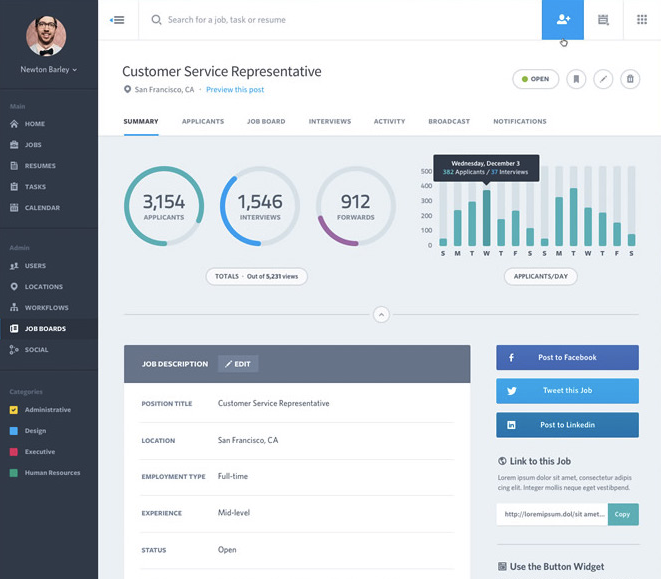 Search for a job, task or resume
Newton Barley
Main
HOME
JOBS
RESUMES
TASKS
CALENDAR
Admin
USERS
LOCATIONS
WORKFLOWS
JOB BOARDS
SOCIAL
Categories
Administrative
Design
Executive
Human Resources
Customer Service Representative
San Francisco, CA · Preview this post
OPEN
SUMMARY APPLICANTS JOB BOARD INTERVIEWS ACTIVITY BROADCAST NOTIFICATIONS
3,154
APPLICANTS
1,546
INTERVIEWS
912
FORWARDS
TOTALS · Out of 5,231 views
Wednesday, December 3
382 Applicants / 37 Interviews
500
400
300
200
100
0
S M T W T F S S M T W T F S
APPLICANTS/DAY
JOB DESCRIPTION EDIT
POSITION TITLE Customer Service Representative
LOCATION San Francisco, CA
EMPLOYMENT TYPE Full-time
EXPERIENCE Mid-level
STATUS Open
f Post to Facebook
Tweet this Job
in Post to Linkedin
Link to this Job
Lorem ipsum dolor sit amet, consectetur adipis
cing elit. Integer mollis neque eget vestibpend.
http://loremipsum.dol/sit amet... Copy
Use the Button Widget